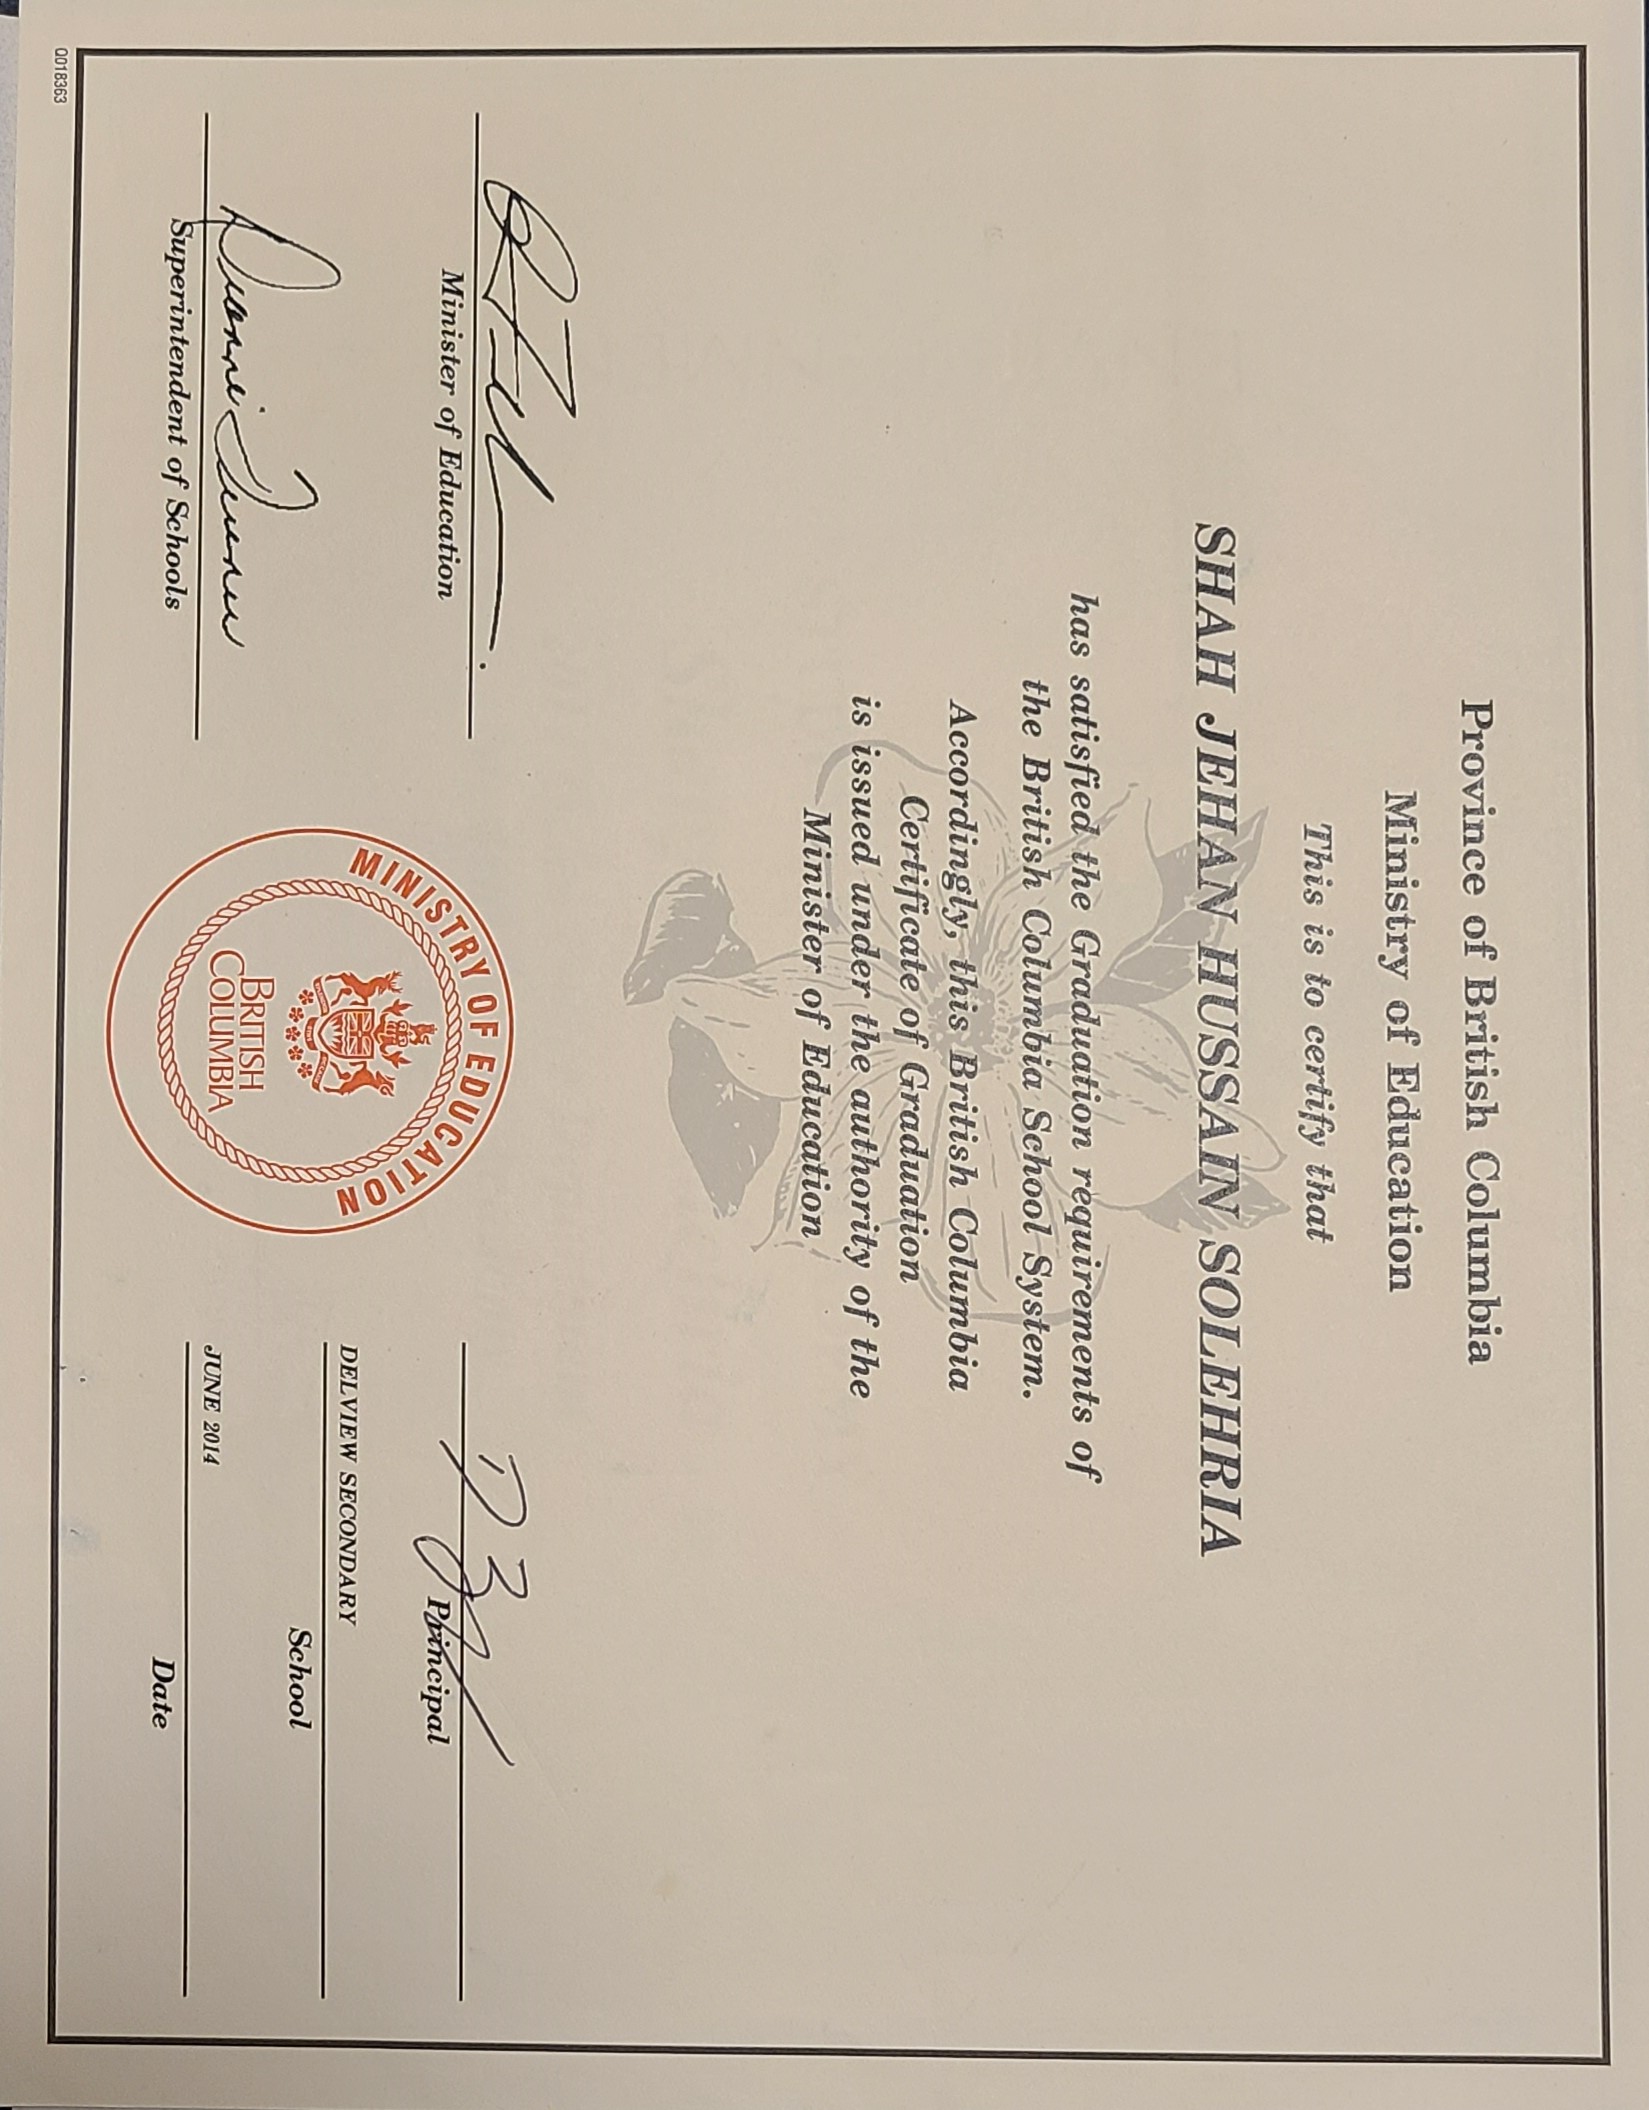 Province of British Columbia
Ministry of Education
This is to certify that
SHAH JEHAN HUSSAIN SOLEHRIA
has satisfied the Graduation requirements of
the British Columbia School System.
Accordingly, this British Columbia
Certificate of Graduation
is issued under the authority of the
Minister of Education
Minister of Education
Superintendent of Schools
MINISTRY OF EDUCATION
BRITISH
COLUMBIA
Principal
DELVIEW SECONDARY
School
JUNE 2014
Date
0018363